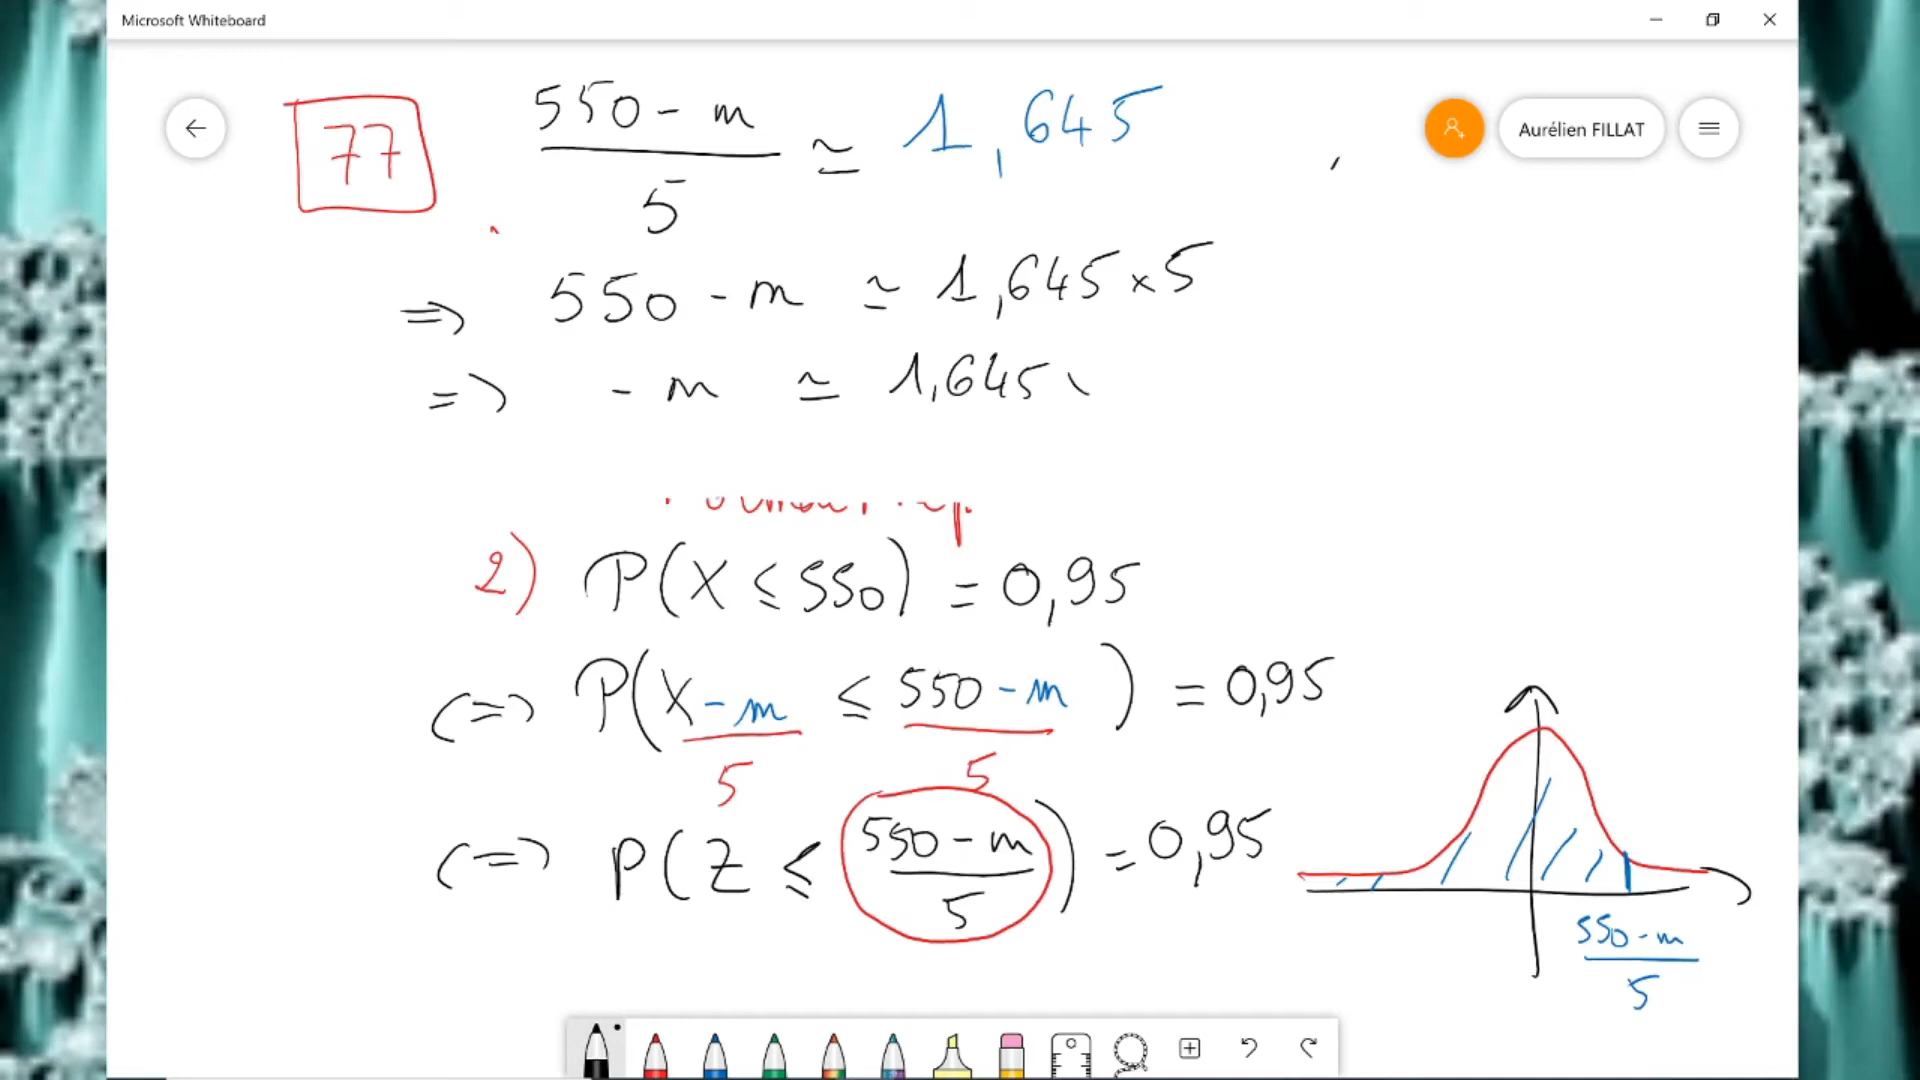 Microsoft Whiteboard
Aurélien FILLAT
77
550 - m / 5 ≃ 1,645
=> 550 - m ≃ 1,645 × 5
=> - m ≃ 1,645
2) P(X ≤ 550) = 0,95
<=> P(X - m / 5 ≤ 550 - m / 5) = 0,95
<=> P(Z ≤ 550 - m / 5) = 0,95
550 - m / 5